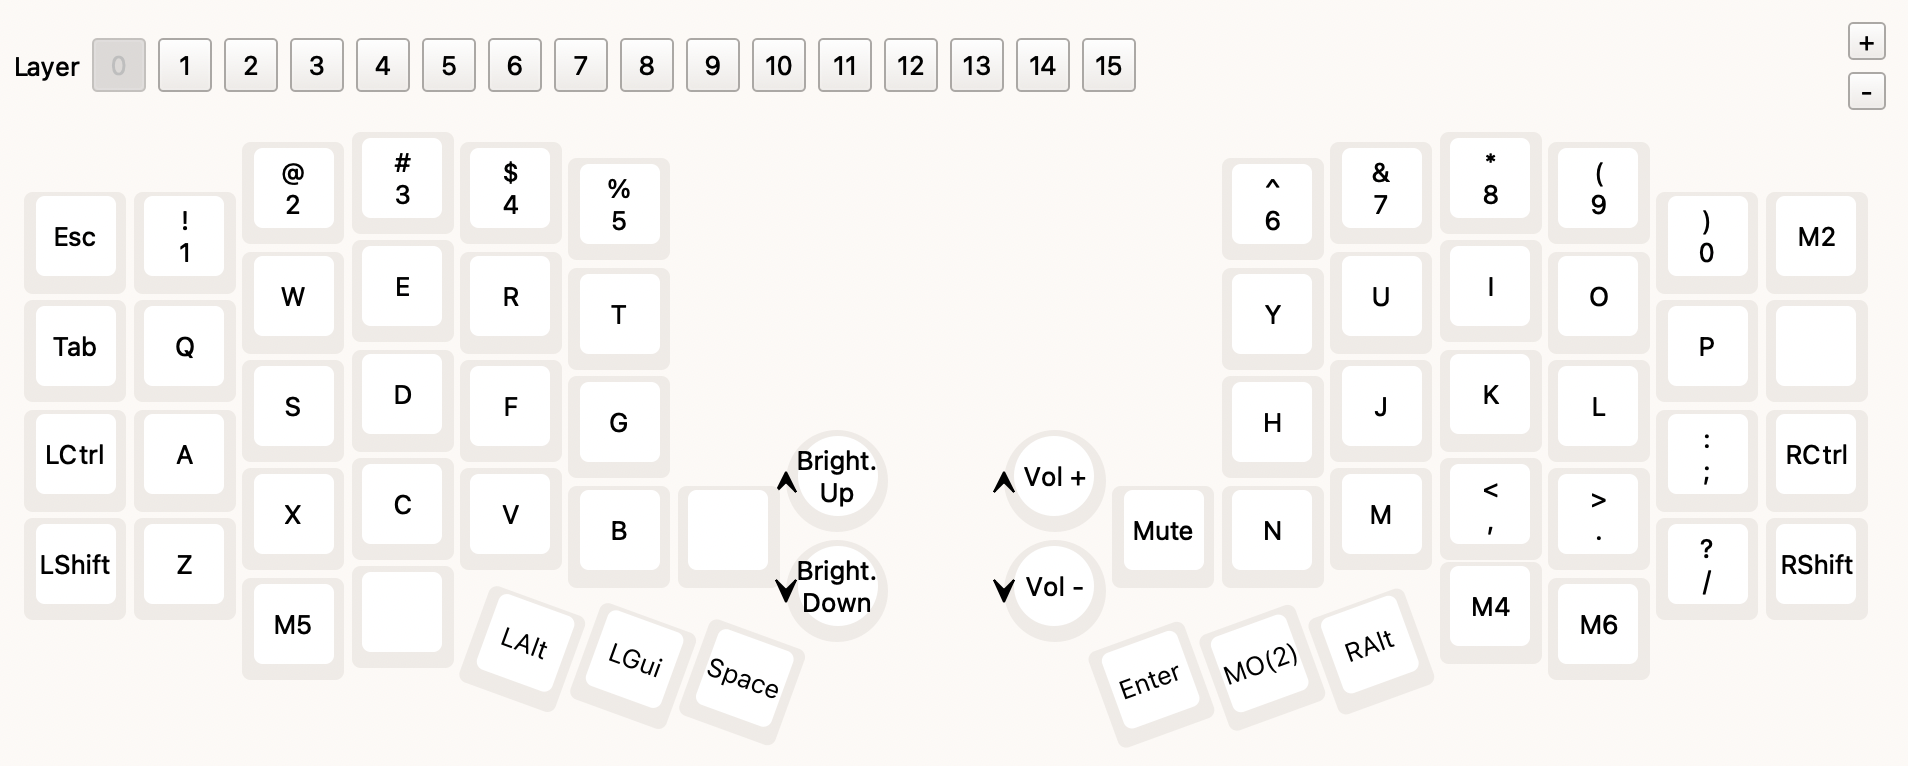 Layer 0 1 2 3 4 5 6 7 8 9 10 11 12 13 14 15
+
-
Esc
!
1
@
2
#
3
$
4
%
5
^
6
&
7
*
8
(
9
)
0
M2
Tab
Q
W
E
R
T
Y
U
I
O
P
LCtrl
A
S
D
F
G
H
J
K
L
:
;
RCtrl
LShift
Z
X
C
V
B
Bright.
Up
Bright.
Down
Vol +
Vol -
Mute
N
M
<
,
>
.
?
/
RShift
M5
LAlt
LGui
Space
Enter
MO(2)
RAlt
M4
M6